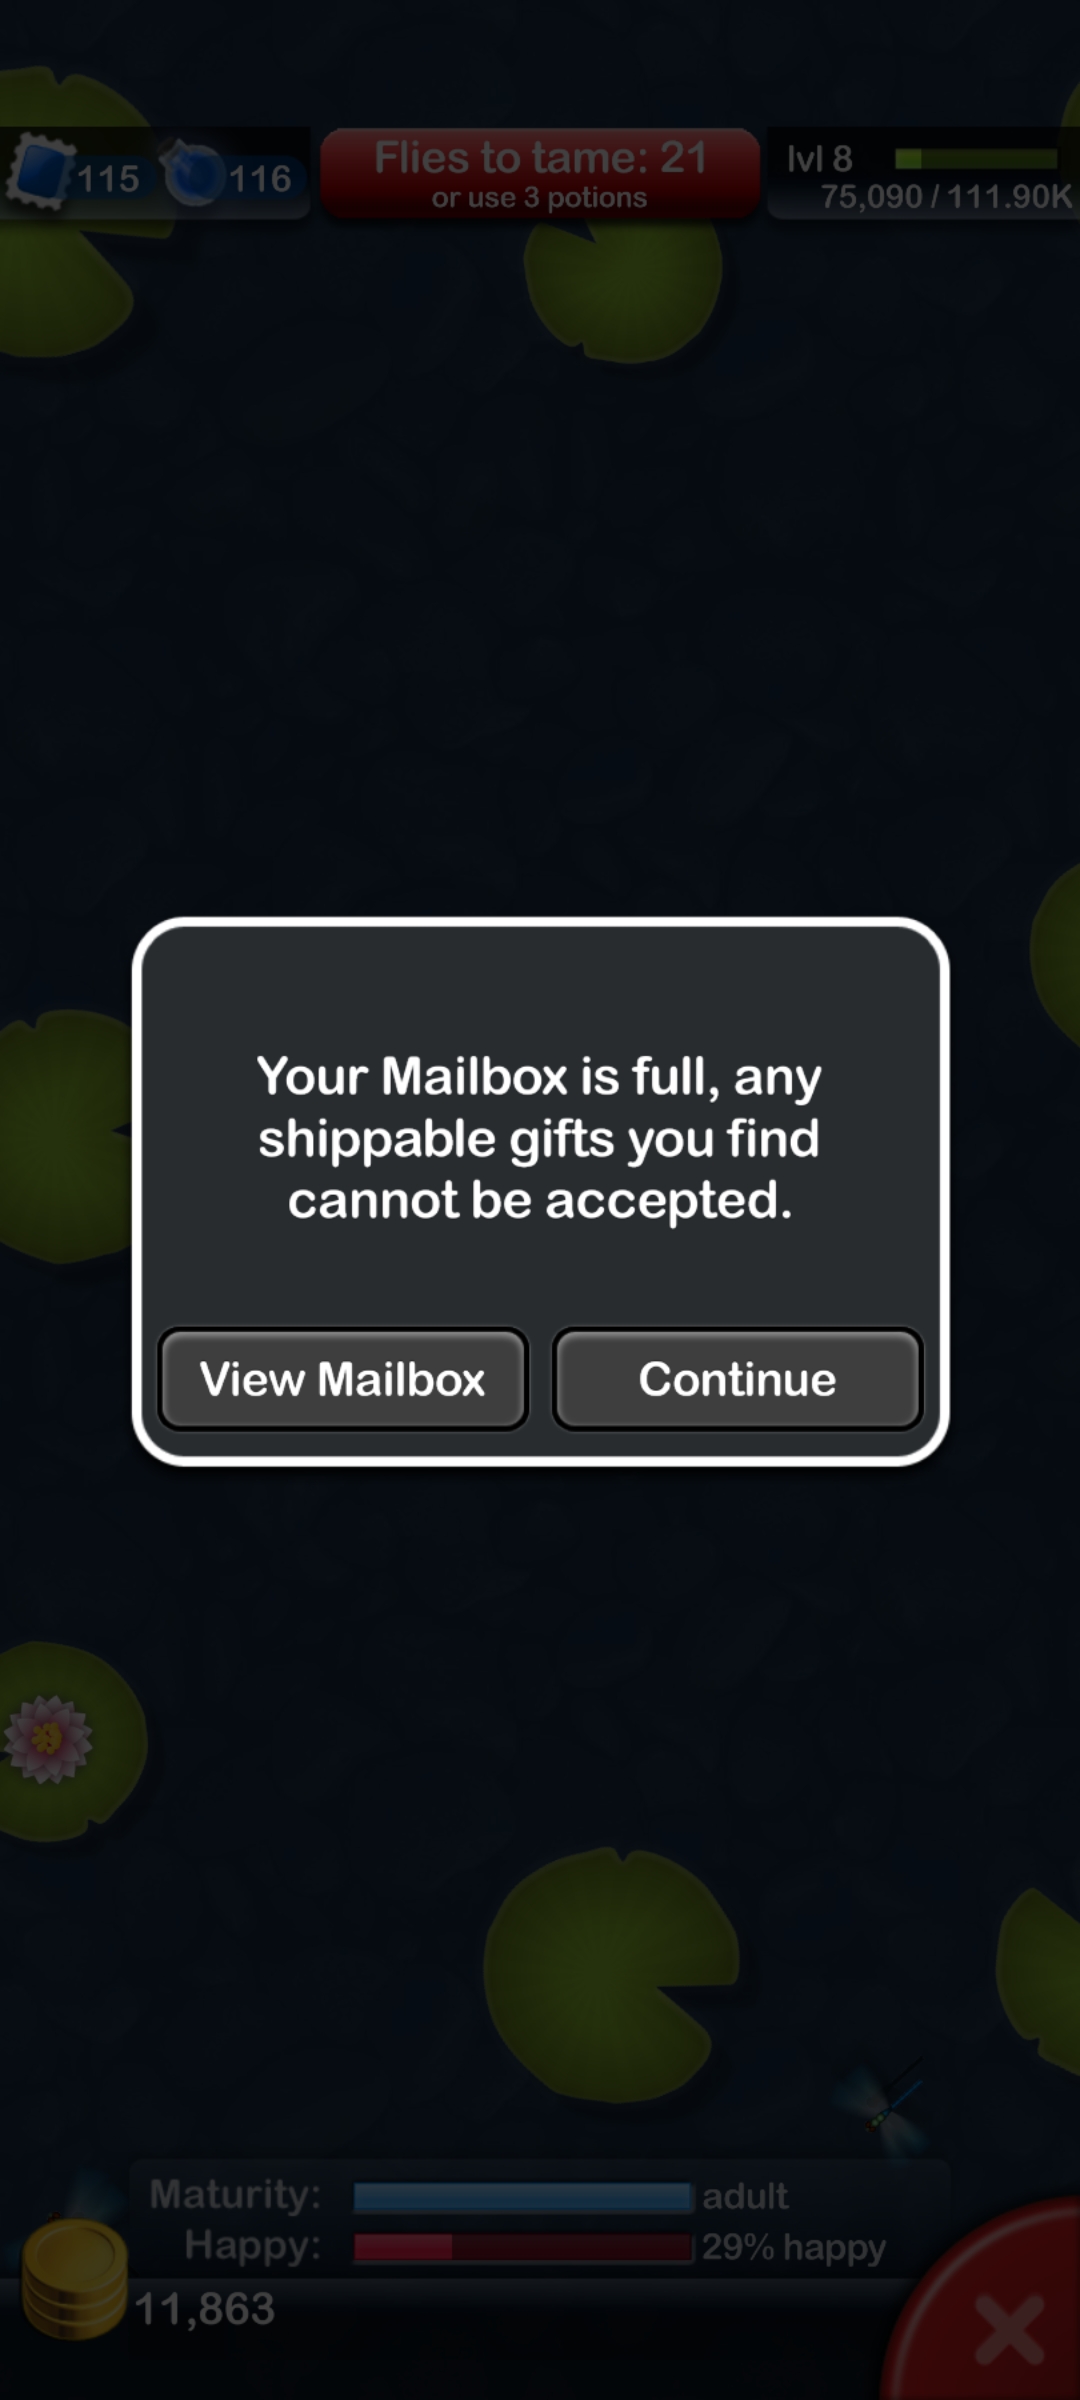 115
116
Flies to tame: 21
or use 3 potions
lvl 8
75,090 / 111.90K
Your Mailbox is full, any
shippable gifts you find
cannot be accepted.
View Mailbox
Continue
Maturity:
adult
Happy:
29% happy
11,863